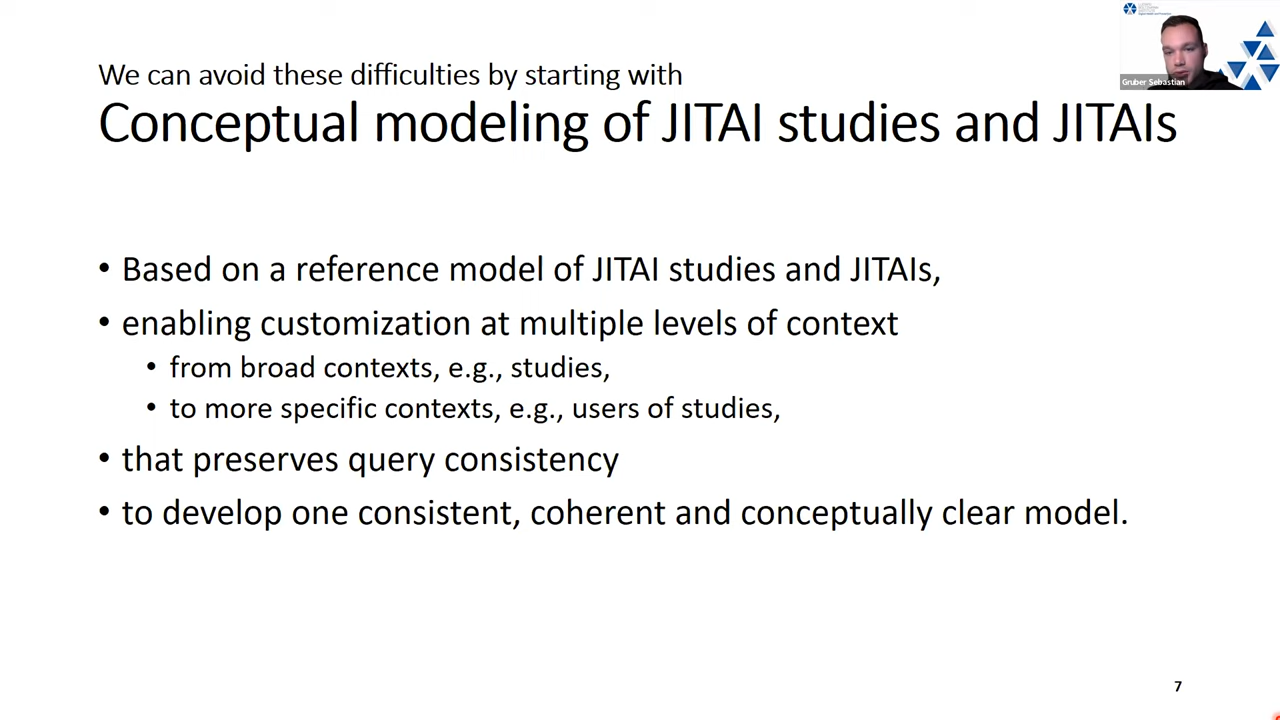 We can avoid these difficulties by starting with
Conceptual modeling of JITAI studies and JITAIs
• Based on a reference model of JITAI studies and JITAIs,
• enabling customization at multiple levels of context
• from broad contexts, e.g., studies,
• to more specific contexts, e.g., users of studies,
• that preserves query consistency
• to develop one consistent, coherent and conceptually clear model.
Gruber Sebastian
7